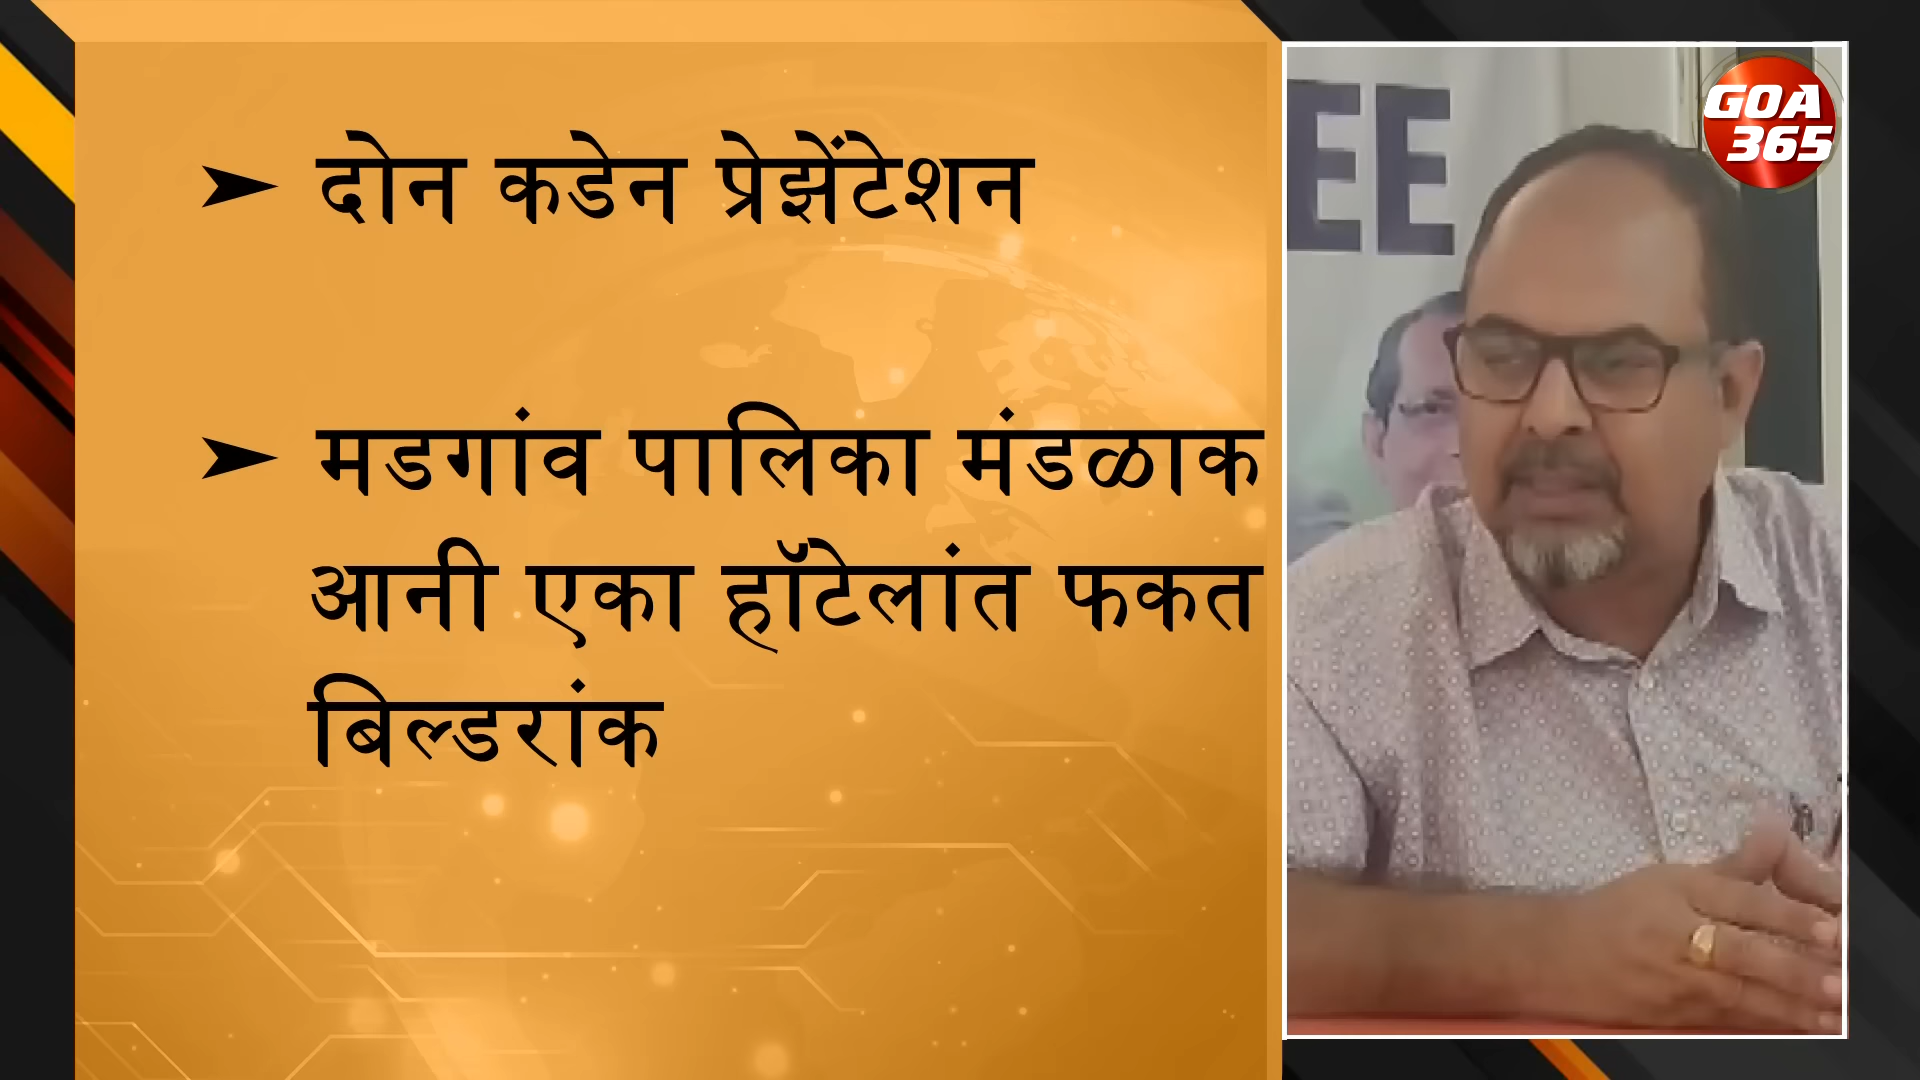 ➤ दोन कडेन प्रेझेंटेशन
➤ मडगांव पालिका मंडळाक
आनी एका हॉटेलांत फकत
बिल्डरांक
EE
GOA
365